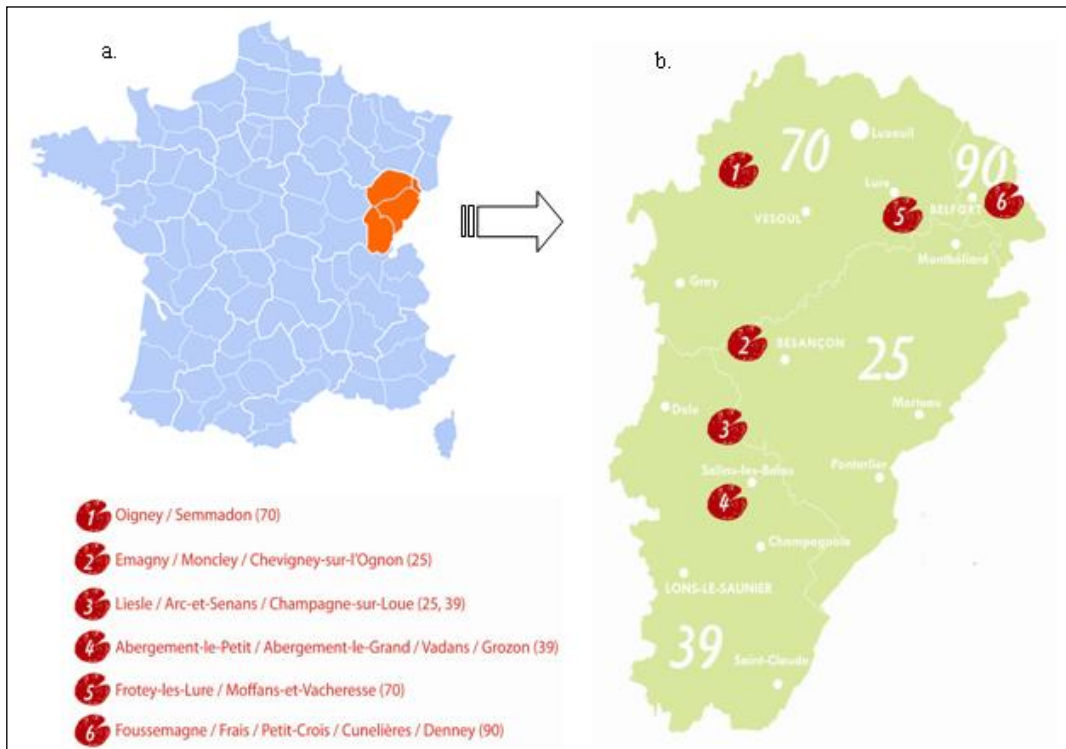 a.
b.
70
Luxeuil
90
1
Lure
6
5
BELFORT
VESOUL
Montbéliard
Gray
2
BESANÇON
25
Dole
Morteau
3
Salins-les-Bains
Pontarlier
4
Champagnole
LONS-LE-SAUNIER
39
Saint-Claude
1 Oigney / Semmadon (70)
2 Emagny / Moncley / Chevigney-sur-l'Ognon (25)
3 Liesle / Arc-et-Senans / Champagne-sur-Loue (25, 39)
4 Abergement-le-Petit / Abergement-le-Grand / Vadans / Grozon (39)
5 Frotey-les-Lure / Moffans-et-Vacheresse (70)
6 Foussemagne / Frais / Petit-Crois / Cunelières / Denney (90)